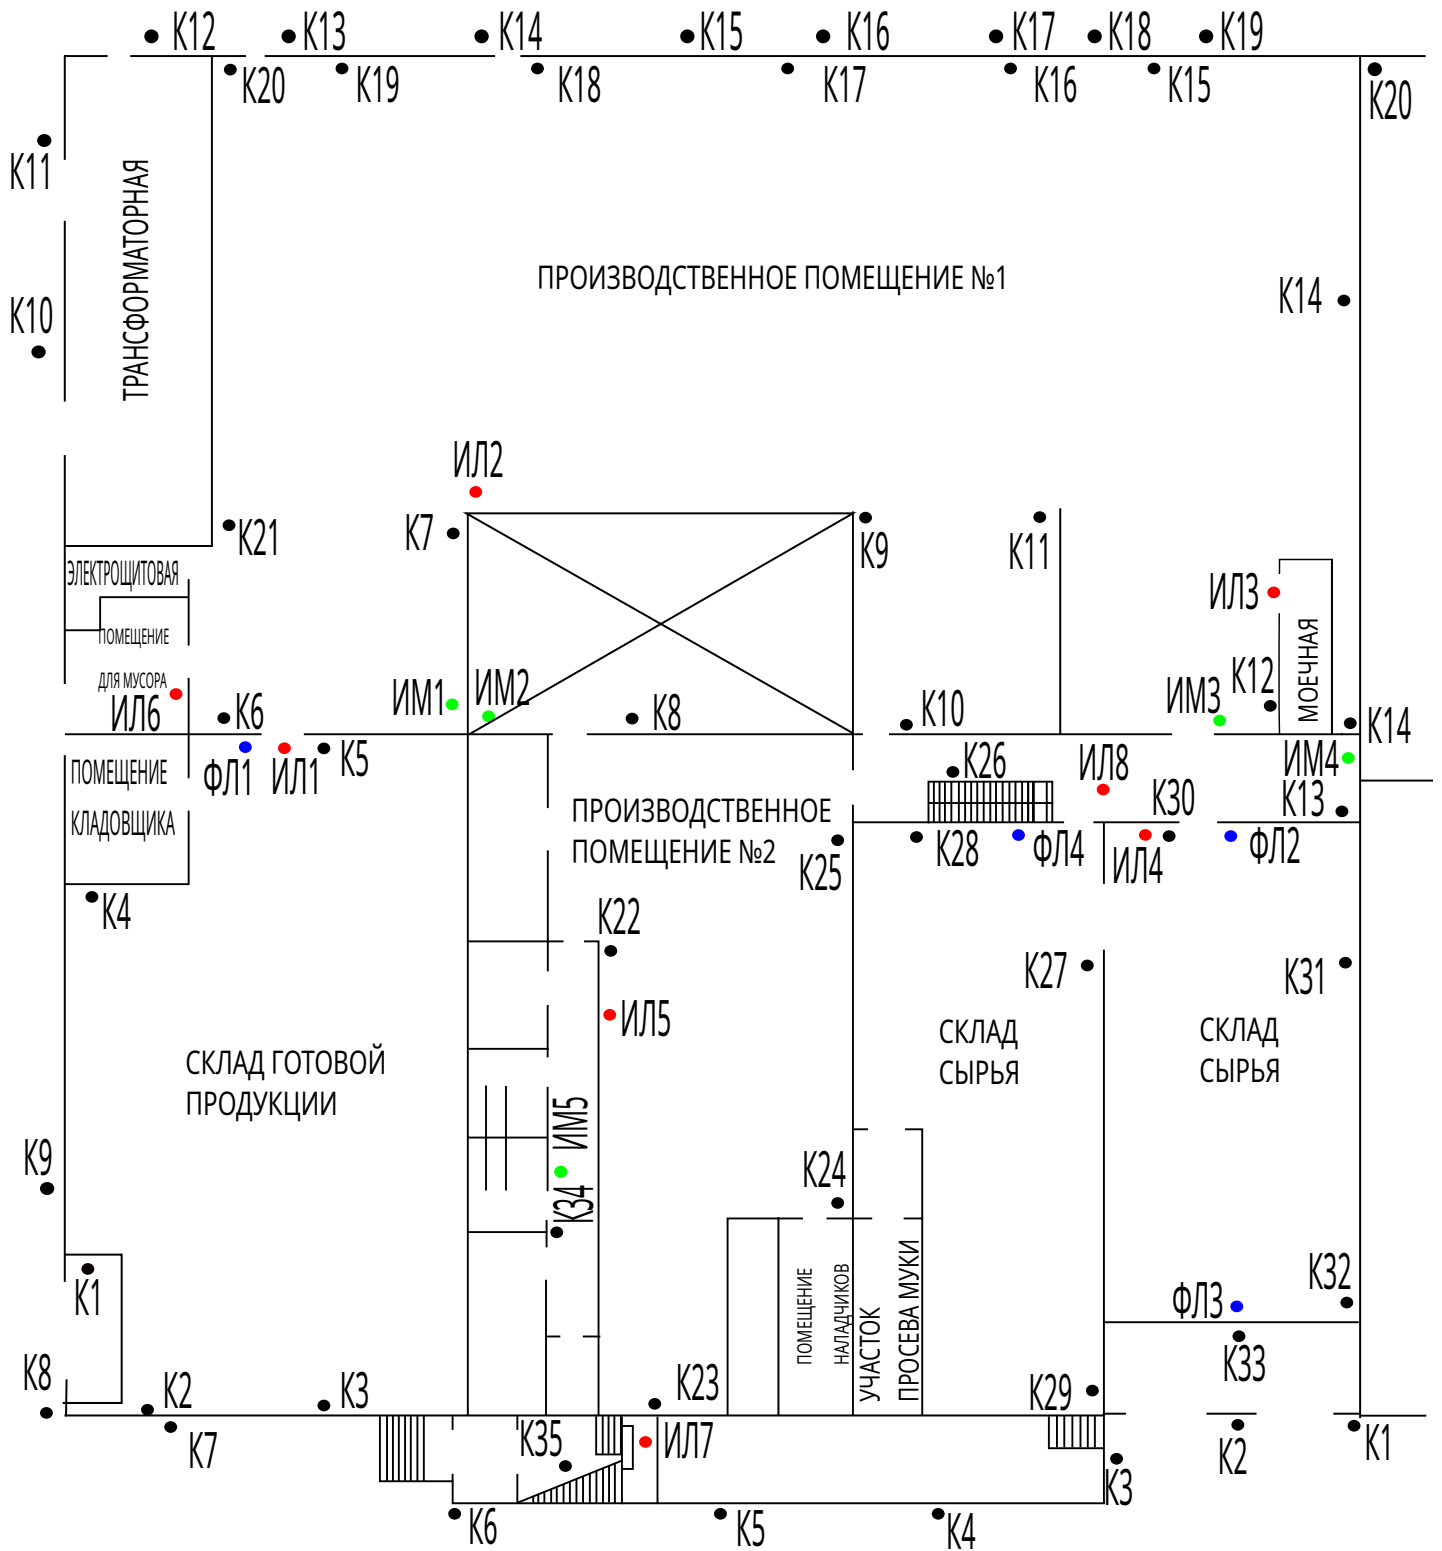 К12
К13
К14
К15
К16
К17
К18
К19
К20
К19
К18
К17
К16
К15
К20
К11
ТРАНСФОРМАТОРНАЯ
ПРОИЗВОДСТВЕННОЕ ПОМЕЩЕНИЕ №1
К10
К14
ИЛ2
К7
К21
К9
К11
ЭЛЕКТРОЩИТОВАЯ
ИЛ3
ПОМЕЩЕНИЕ
ДЛЯ МУСОРА
МОЕЧНАЯ
ИЛ6
К6
ИМ1
ИМ2
К8
К10
ИМ3
К12
К14
ФЛ1
ИЛ1
К5
ПОМЕЩЕНИЕ
КЛАДОВЩИКА
К26
ИЛ8
К30
ИМ4
К13
ПРОИЗВОДСТВЕННОЕ
ПОМЕЩЕНИЕ №2
К25
К28
ФЛ4
ИЛ4
ФЛ2
К4
К22
К27
К31
ИЛ5
СКЛАД
СЫРЬЯ
СКЛАД
СЫРЬЯ
СКЛАД ГОТОВОЙ
ПРОДУКЦИИ
ИМ5
К9
К24
К34
К1
ПОМЕЩЕНИЕ
НАЛАДЧИКОВ
УЧАСТОК
ПРОСЕВА МУКИ
ФЛ3
К32
К33
К8
К2
К3
К23
К29
К7
К35
ИЛ7
К2
К1
К3
К6
К5
К4